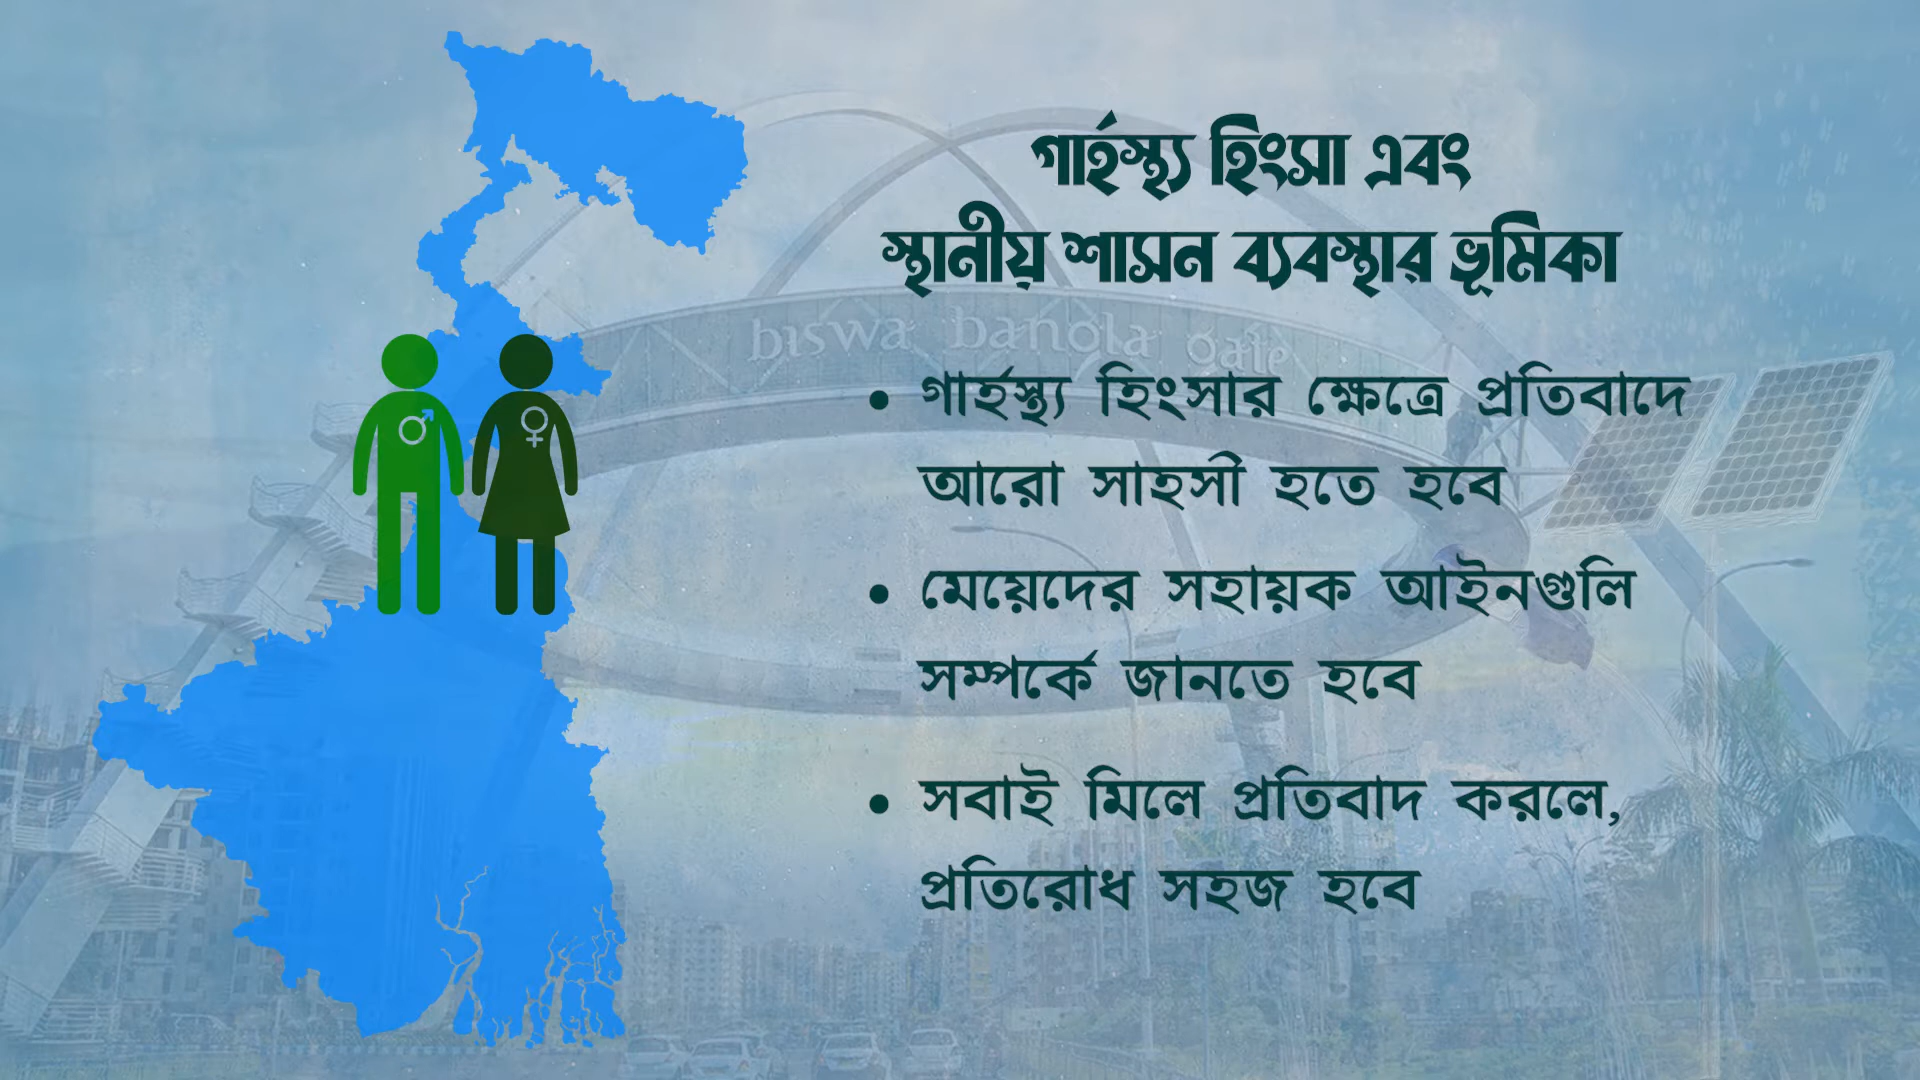 গার্হস্থ্য হিংসা এবং
স্থানীয় শাসন ব্যবস্থার ভূমিকা
biswa bangla gate
• গার্হস্থ্য হিংসার ক্ষেত্রে প্রতিবাদে
আরো সাহসী হতে হবে
• মেয়েদের সহায়ক আইনগুলি
সম্পর্কে জানতে হবে
• সবাই মিলে প্রতিবাদ করলে,
প্রতিরোধ সহজ হবে